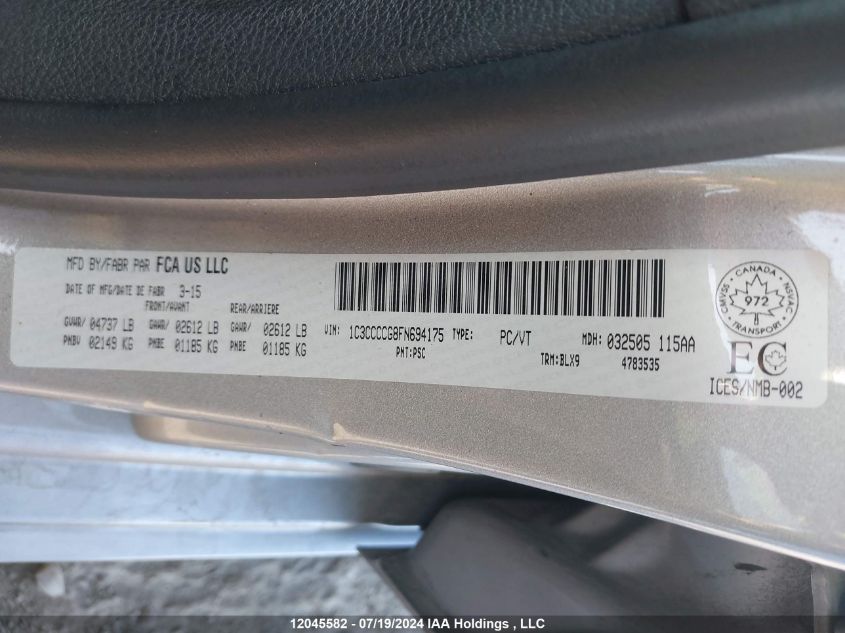 MFD BY/FABR PAR FCA US LLC
DATE OF MFG/DATE DE FABR 3-15
FRONT/AVANT REAR/ARRIERE
GVWR/ 04737 LB GAWR/ 02612 LB GAWR/ 02612 LB
PNBV 02149 KG PNBE 01185 KG PNBE 01185 KG
VIN: 1C3CCCCG8FN694175 TYPE: PC/VT MDH: 032505 115AA
PNT:PSC TRM:BLX9 4783535
CANADA
CMVSS NSVAC
972
TRANSPORT
EC
ICES/NMB-002
12045582 - 07/19/2024 IAA Holdings , LLC